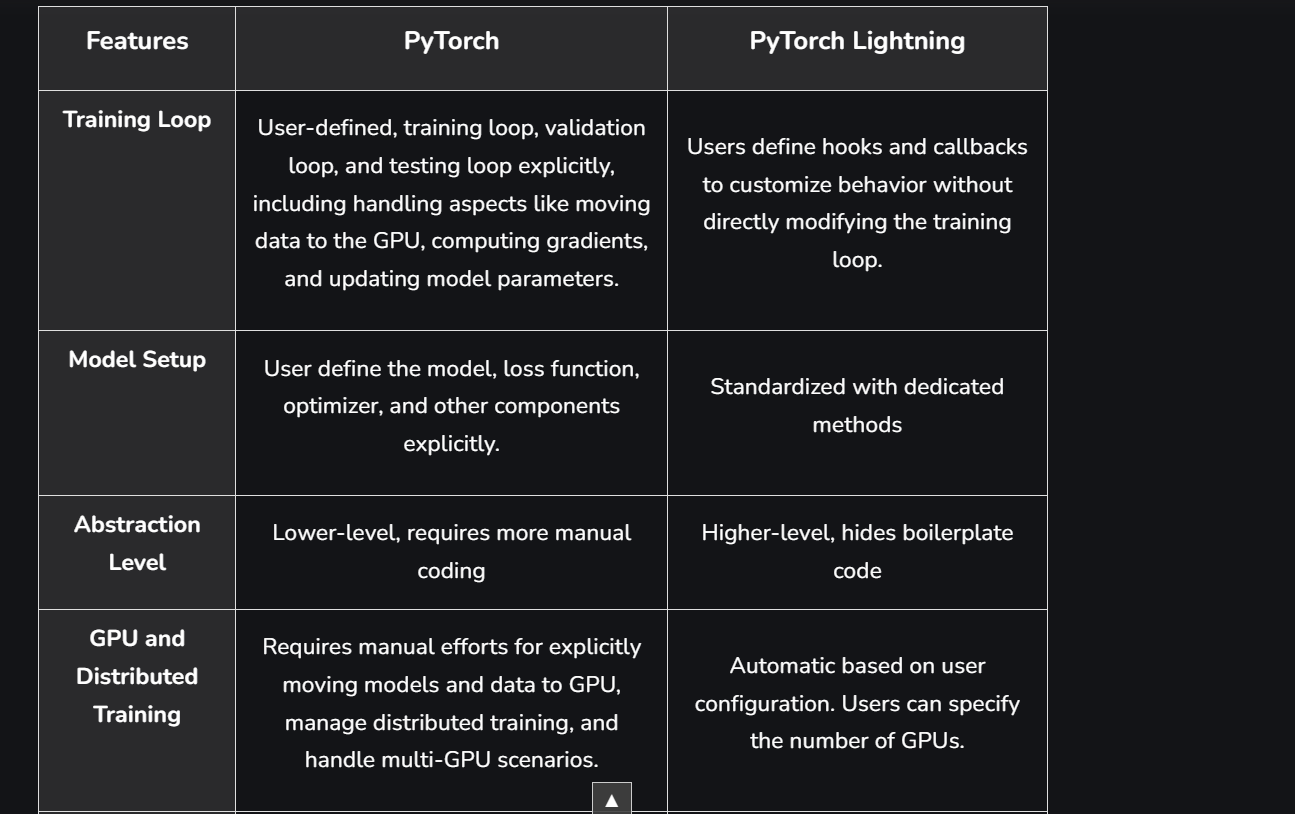 Features
PyTorch
PyTorch Lightning
Training Loop
User-defined, training loop, validation
loop, and testing loop explicitly,
including handling aspects like moving
data to the GPU, computing gradients,
and updating model parameters.
Users define hooks and callbacks
to customize behavior without
directly modifying the training
loop.
Model Setup
User define the model, loss function,
optimizer, and other components
explicitly.
Standardized with dedicated
methods
Abstraction
Level
Lower-level, requires more manual
coding
Higher-level, hides boilerplate
code
GPU and
Distributed
Training
Requires manual efforts for explicitly
moving models and data to GPU,
manage distributed training, and
handle multi-GPU scenarios.
Automatic based on user
configuration. Users can specify
the number of GPUs.